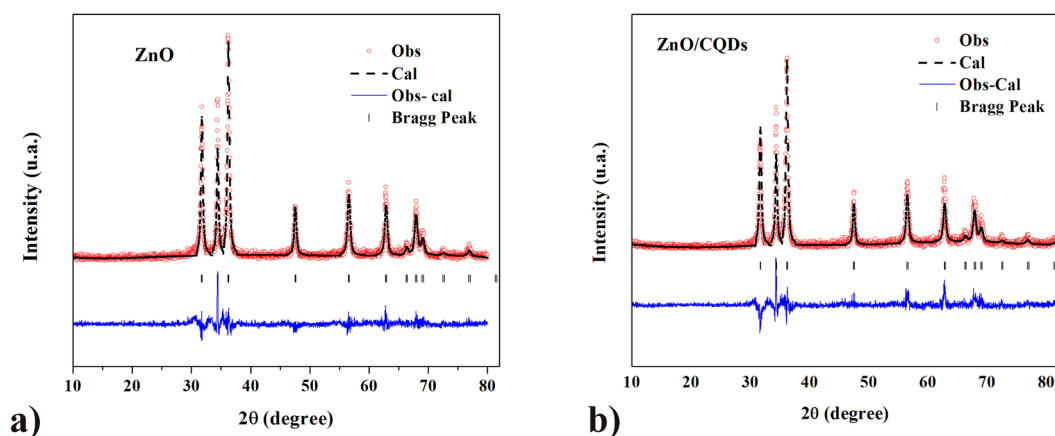 ZnO
Obs
Cal
Obs- cal
Bragg Peak
Intensity (u.a.)
10 20 30 40 50 60 70 80
2θ (degree)
a)
ZnO/CQDs
Obs
Cal
Obs-Cal
Bragg Peak
Intensity (u.a.)
10 20 30 40 50 60 70 80
2θ (degree)
b)